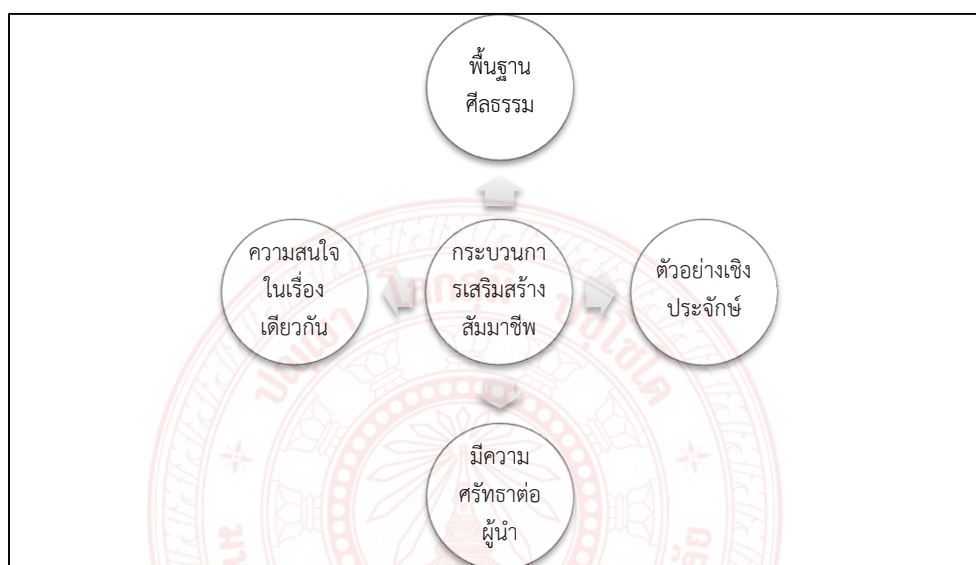 พื้นฐาน
ศีลธรรม
ความสนใจ
ในเรื่อง
เดียวกัน
กระบวนกา
รเสริมสร้าง
สัมมาชีพ
ตัวอย่างเชิง
ประจักษ์
มีความ
ศรัทธาต่อ
ผู้นำ